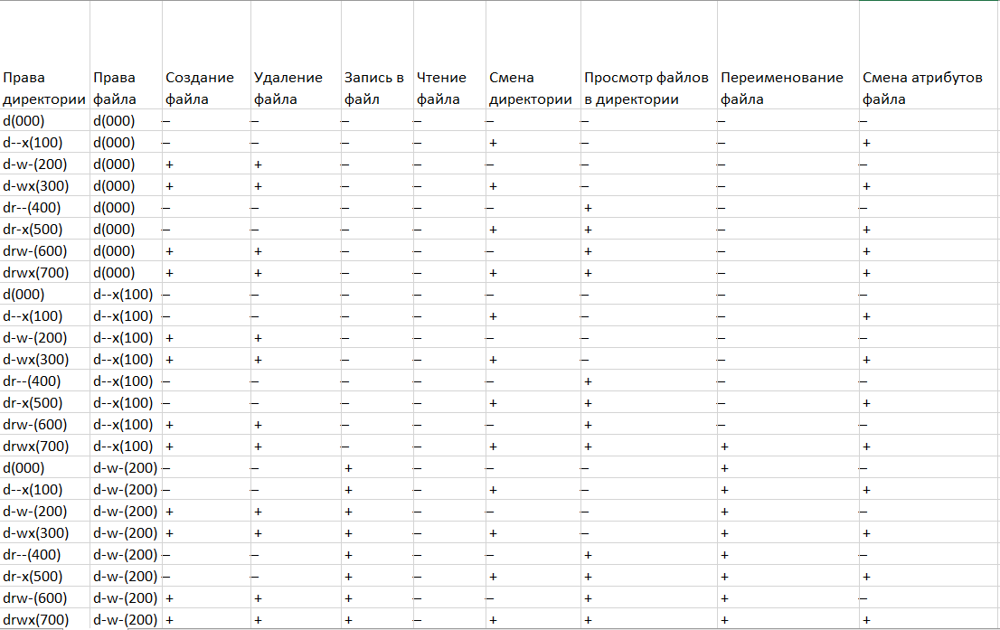 Права директории Права файла Создание файла Удаление файла Запись в файл Чтение файла Смена директории Просмотр файлов в директории Переименование файла Смена атрибутов файла
d(000) d(000) – – – – – – – –
d--x(100) d(000) – – – – + – – +
d-w-(200) d(000) + + – – – – – –
d-wx(300) d(000) + + – – + – – +
dr--(400) d(000) – – – – – + – –
dr-x(500) d(000) – – – – + + – +
drw-(600) d(000) + + – – – + – +
drwx(700) d(000) + + – – + + – +
d(000) d--x(100) – – – – – – – –
d--x(100) d--x(100) – – – – + – – +
d-w-(200) d--x(100) + + – – – – – –
d-wx(300) d--x(100) + + – – + – – +
dr--(400) d--x(100) – – – – – + – –
dr-x(500) d--x(100) – – – – + + – +
drw-(600) d--x(100) + + – – – + – –
drwx(700) d--x(100) + + – – + + + +
d(000) d-w-(200) – – + – – – + –
d--x(100) d-w-(200) – – + – + – + +
d-w-(200) d-w-(200) + + + – – – + –
d-wx(300) d-w-(200) + + + – + – + +
dr--(400) d-w-(200) – – + – – + + –
dr-x(500) d-w-(200) – – + – + + + +
drw-(600) d-w-(200) + + + – – + + –
drwx(700) d-w-(200) + + + – + + + +